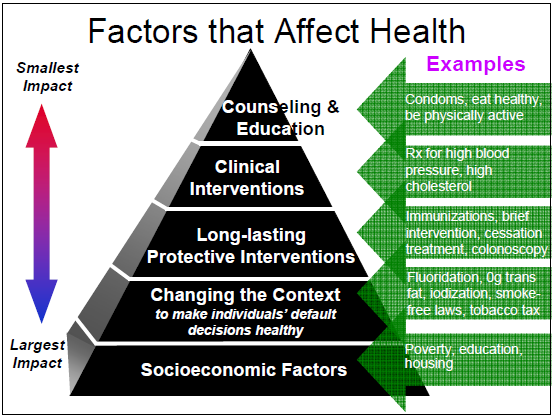 Factors that Affect Health
Smallest
Impact
Examples
Counseling &
Education
Condoms, eat healthy,
be physically active
Clinical
Interventions
Rx for high blood
pressure, high
cholesterol
Long-lasting
Protective Interventions
Immunizations, brief
intervention, cessation
treatment, colonoscopy
Changing the Context
to make individuals' default
decisions healthy
Fluoridation, 0g trans
fat, iodization, smoke-
free laws, tobacco tax
Largest
Impact
Socioeconomic Factors
Poverty, education,
housing